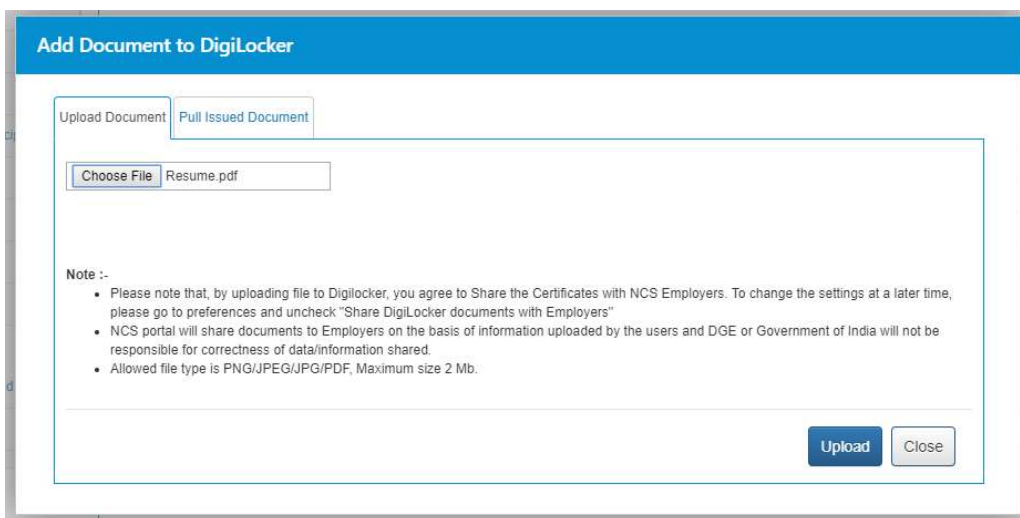 Add Document to DigiLocker
Upload Document Pull Issued Document
Choose File Resume.pdf
Note :-
• Please note that, by uploading file to Digilocker, you agree to Share the Certificates with NCS Employers. To change the settings at a later time,
please go to preferences and uncheck "Share DigiLocker documents with Employers"
• NCS portal will share documents to Employers on the basis of information uploaded by the users and DGE or Government of India will not be
responsible for correctness of data/information shared.
• Allowed file type is PNG/JPEG/JPG/PDF, Maximum size 2 Mb.
Upload Close